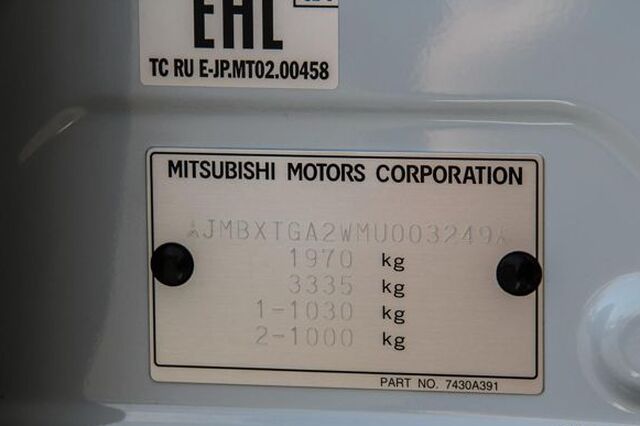 EAC
TC RU E-JP.MT02.00458
MITSUBISHI MOTORS CORPORATION
JMBXTGA2WMU003249
1970 kg
3335 kg
1-1030 kg
2-1000 kg
PART NO. 7430A391